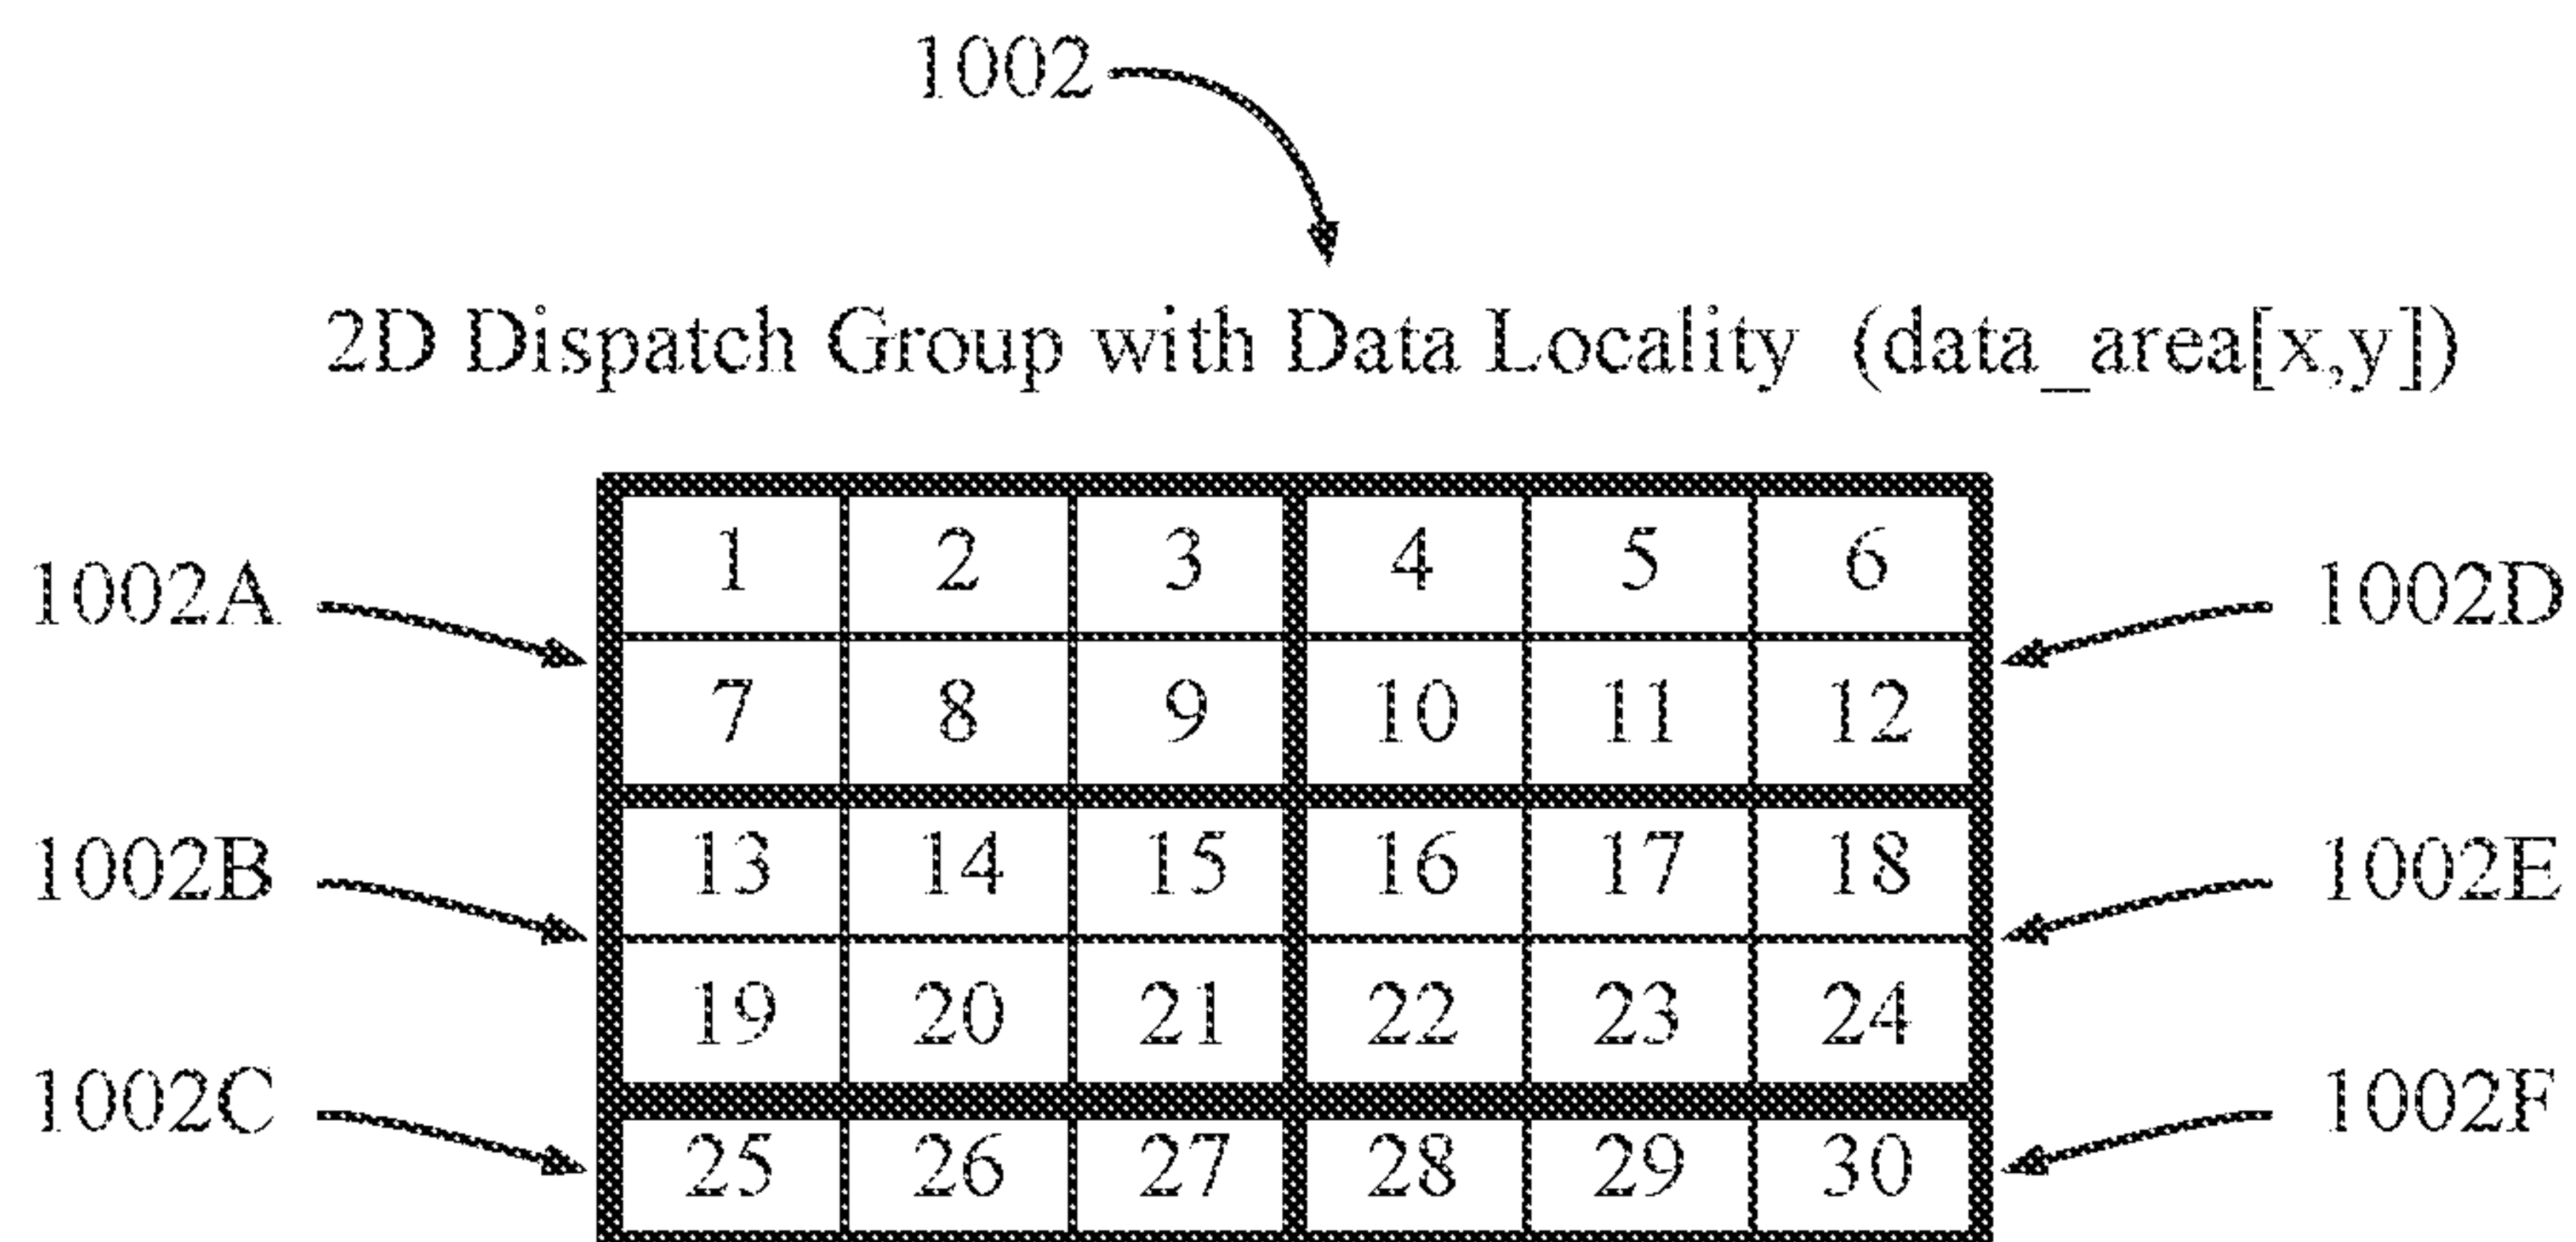 1002
2D Dispatch Group with Data Locality (data_area[x,y])
1 2 3 4 5 6
1002A 1002D
7 8 9 10 11 12
13 14 15 16 17 18
1002B 1002E
19 20 21 22 23 24
1002C 1002F
25 26 27 28 29 30